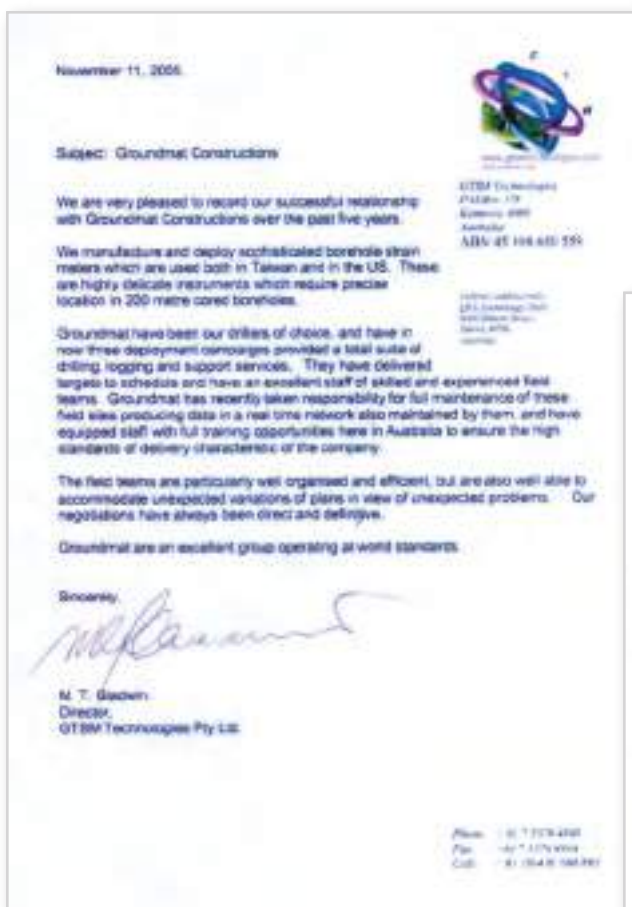 November 11, 2005.
Subject: Groundmat Constructions
We are very pleased to record our successful relationship
with Groundmat Constructions over the past five years.
We manufacture and deploy sophisticated borehole strain
meters which are used both in Taiwan and in the US. These
are highly delicate instruments which require precise
location in 200 metre cored boreholes.
Groundmat have been our drillers of choice, and have in
now three deployment campaigns provided a total suite of
drilling, logging and support services. They have delivered
targets to schedule and have an excellent staff of skilled and experienced field
teams. Groundmat has recently taken responsibility for full maintenance of these
field sites producing data in a real time network also maintained by them, and have
equipped staff with full training opportunities here in Australia to ensure the high
standards of delivery characteristic of the company.
The field teams are particularly well organised and efficient, but are also well able to
accommodate unexpected variations of plans in view of unexpected problems. Our
negotiations have always been direct and definitive.
Groundmat are an excellent group operating at world standards.
Sincerely,
M. T. Gladwin
Director,
GTSM Technologies Pty Ltd.
GTSM Technologies
Australia
Phone
Fax
Cell